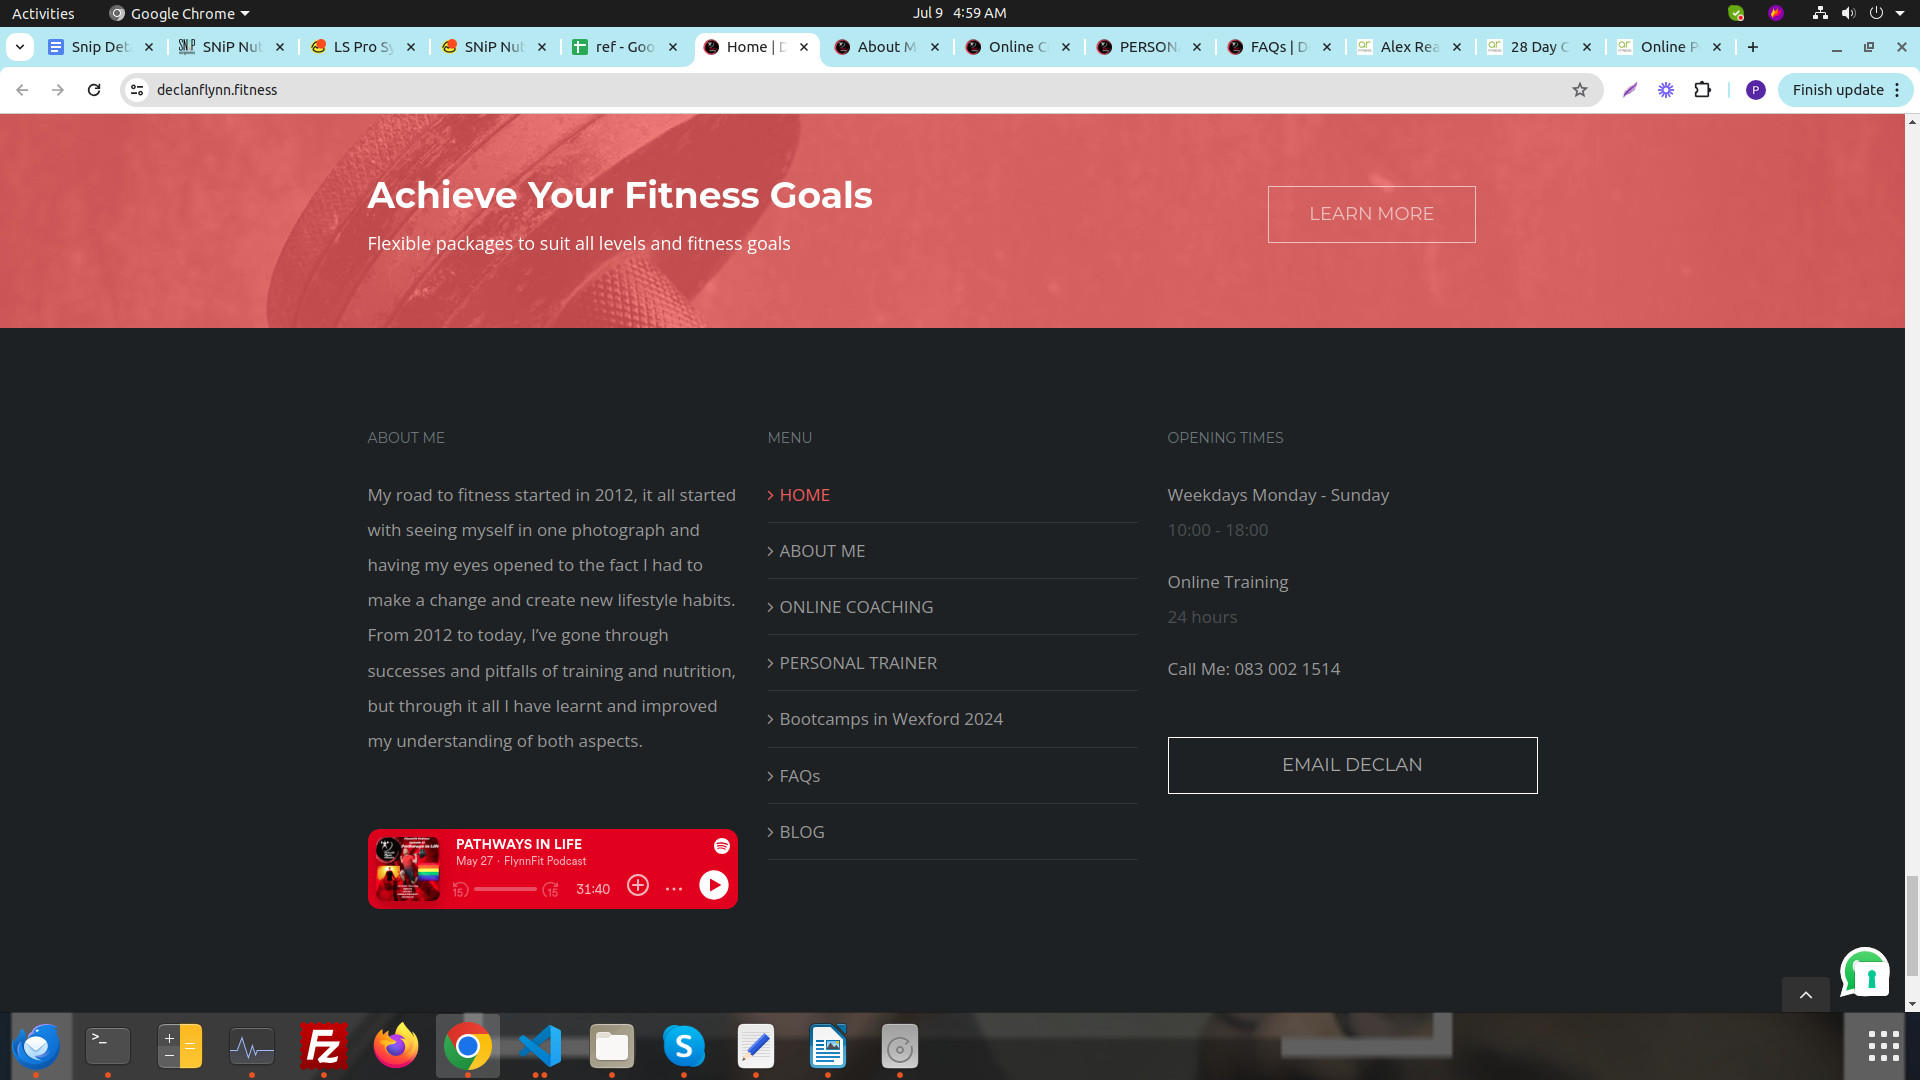 Activities
Google Chrome
Jul 9 4:59 AM
Snip Det
SNiP Nut
LS Pro Sy
SNiP Nut
ref - Goo
Home | D
About M
Online C
PERSONA
FAQs | D
Alex Rea
28 Day C
Online P
declanflynn.fitness
P
Finish update
Achieve Your Fitness Goals
Flexible packages to suit all levels and fitness goals
LEARN MORE
ABOUT ME
My road to fitness started in 2012, it all started
with seeing myself in one photograph and
having my eyes opened to the fact I had to
make a change and create new lifestyle habits.
From 2012 to today, I’ve gone through
successes and pitfalls of training and nutrition,
but through it all I have learnt and improved
my understanding of both aspects.
PATHWAYS IN LIFE
May 27 · FlynnFit Podcast
15
15
31:40
MENU
HOME
ABOUT ME
ONLINE COACHING
PERSONAL TRAINER
Bootcamps in Wexford 2024
FAQs
BLOG
OPENING TIMES
Weekdays Monday - Sunday
10:00 - 18:00
Online Training
24 hours
Call Me: 083 002 1514
EMAIL DECLAN